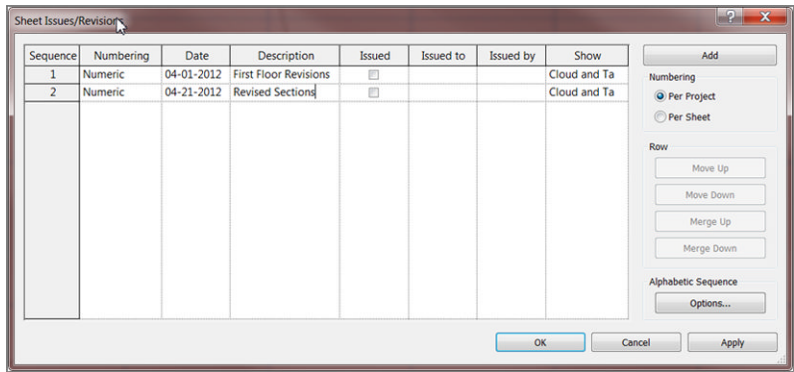 Sheet Issues/Revisions
Sequence Numbering Date Description Issued Issued to Issued by Show
1 Numeric 04-01-2012 First Floor Revisions Cloud and Ta
2 Numeric 04-21-2012 Revised Sections Cloud and Ta
Add
Numbering
Per Project
Per Sheet
Row
Move Up
Move Down
Merge Up
Merge Down
Alphabetic Sequence
Options...
OK Cancel Apply